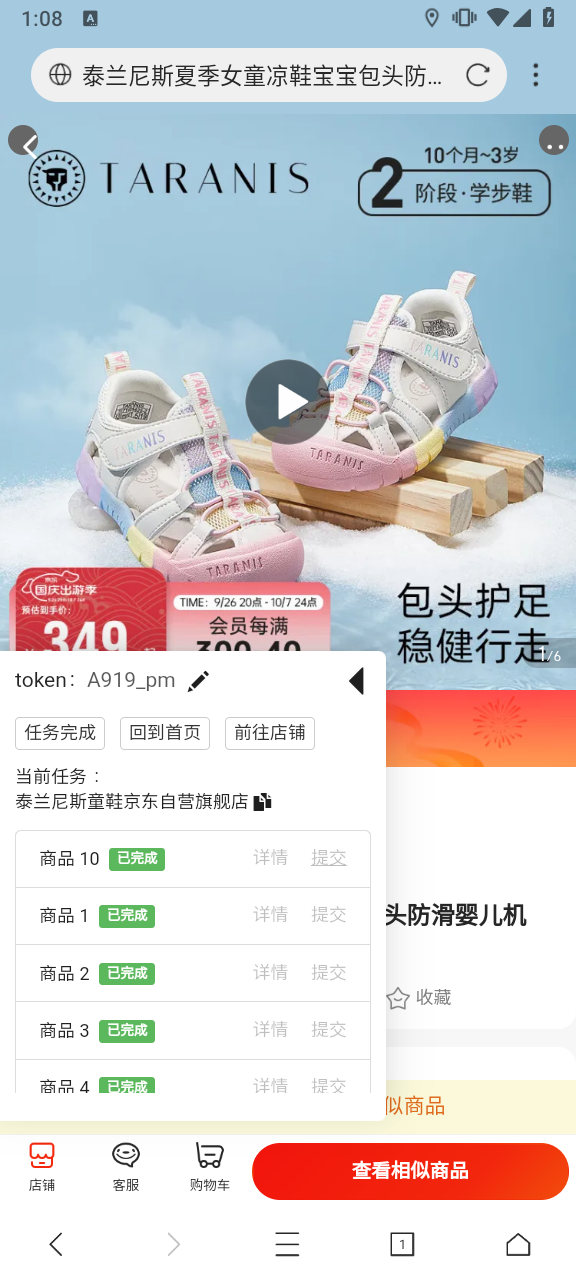 1:08
A
泰兰尼斯夏季女童凉鞋宝宝包头防...
TARANIS
10个月~3岁
2 阶段·学步鞋
TARANIS
TARANIS
TARANIS
TARANIS
国庆出游季
预估到手价:
349
TIME: 9/26 20点 - 10/7 24点
会员每满
300-40
包头护足
稳健行走
1/6
token: A919_pm
任务完成
回到首页
前往店铺
当前任务：
泰兰尼斯童鞋京东自营旗舰店
商品 10 已完成 详情 提交
商品 1 已完成 详情 提交
商品 2 已完成 详情 提交
商品 3 已完成 详情 提交
商品 4 已完成 详情 提交
头防滑婴儿机
收藏
似商品
店铺
客服
购物车
查看相似商品
1